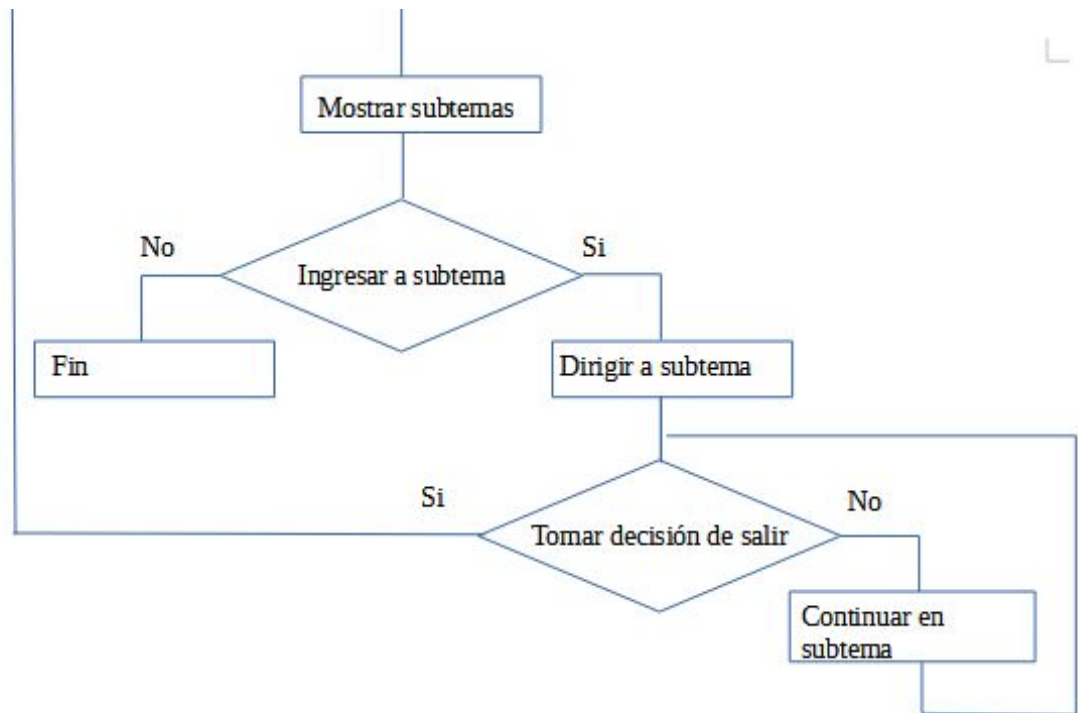 Mostrar subtemas
No
Si
Ingresar a subtema
Fin
Dirigir a subtema
Si
No
Tomar decisión de salir
Continuar en
subtema